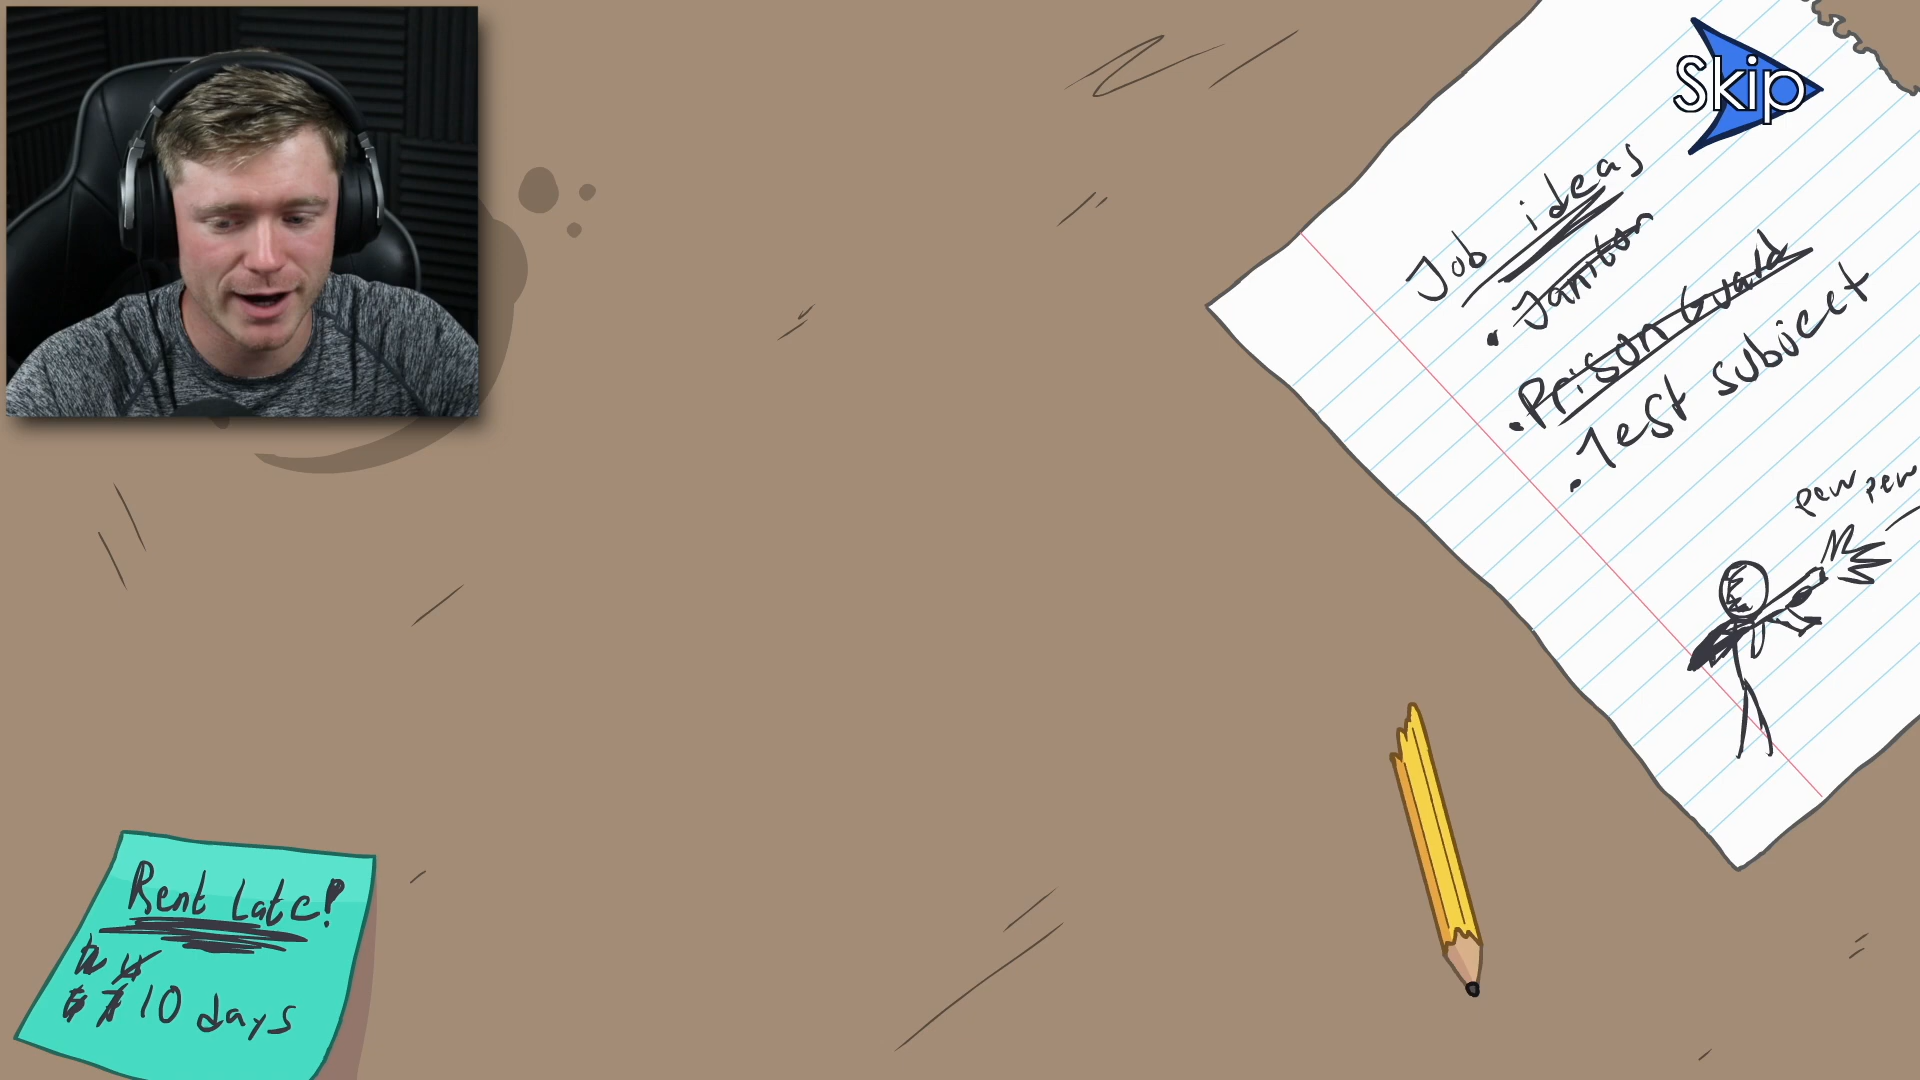 Skip
Job ideas
• Janitor
• Prison Guard
• Test subject
pew pew
Rent Late!
10 days